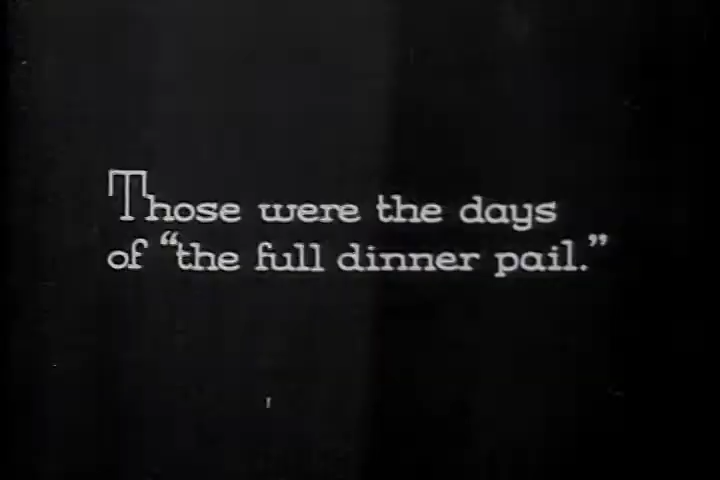 Those were the days
of “the full dinner pail.”